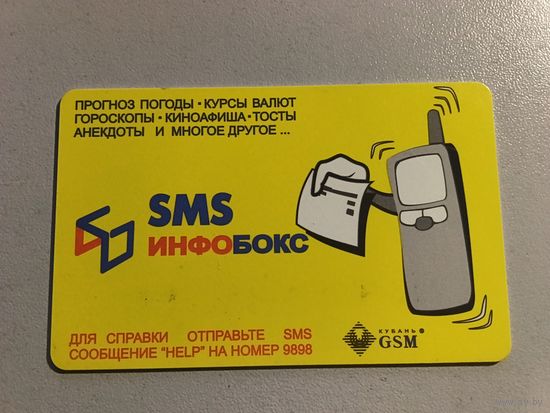 ПРОГНОЗ ПОГОДЫ • КУРСЫ ВАЛЮТ
ГОРОСКОПЫ • КИНОАФИША • ТОСТЫ
АНЕКДОТЫ И МНОГОЕ ДРУГОЕ ...
SMS
ИНФОБОКС
ДЛЯ СПРАВКИ ОТПРАВЬТЕ SMS
СООБЩЕНИЕ "HELP" НА НОМЕР 9898
КУБАНЬ
GSM